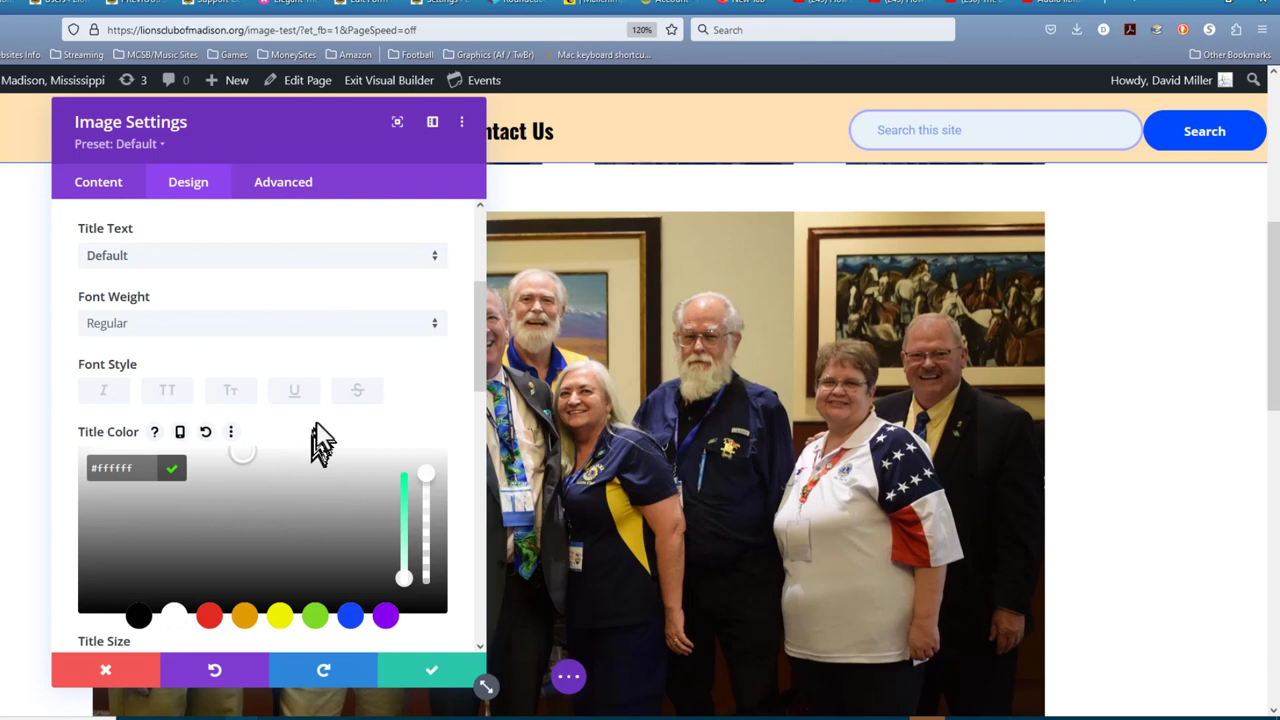 https://lionsclubofmadison.org/image-test/?et_fb=1&PageSpeed=off
120%
Search
Streaming
MCSB/Music Sites
Games
MoneySites
Amazon
Football
Graphics (Af / TwBr)
Mac keyboard shortcu...
Other Bookmarks
Madison, Mississippi
3
0
New
Edit Page
Exit Visual Builder
Events
Howdy, David Miller
Image Settings
Preset: Default
ntact Us
Search this site
Search
Content
Design
Advanced
Title Text
Default
Font Weight
Regular
Font Style
I
TT
TT
U
S
Title Color
?
#ffffff
Title Size